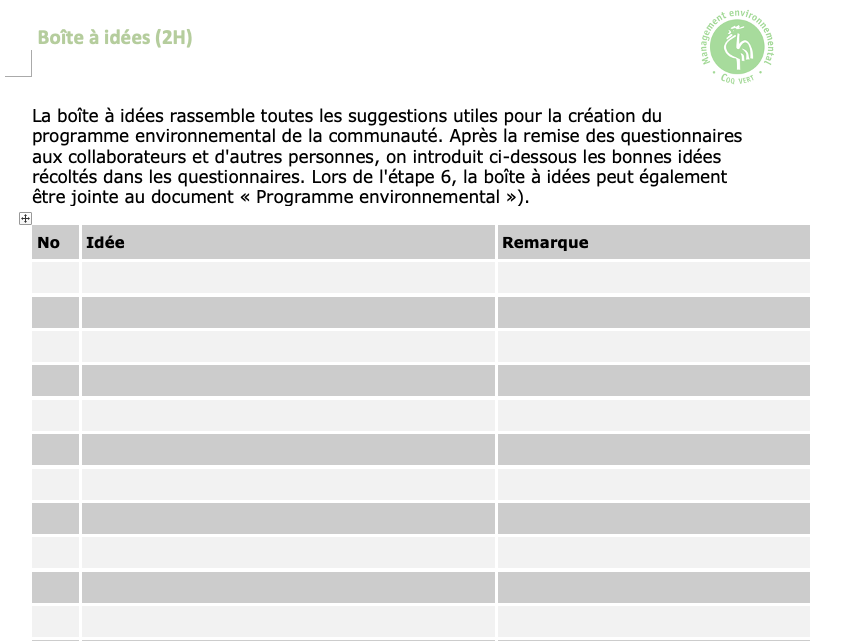 Boîte à idées (2H)
Management environnemental
• COQ VERT •
La boîte à idées rassemble toutes les suggestions utiles pour la création du
programme environnemental de la communauté. Après la remise des questionnaires
aux collaborateurs et d'autres personnes, on introduit ci-dessous les bonnes idées
récoltés dans les questionnaires. Lors de l'étape 6, la boîte à idées peut également
être jointe au document « Programme environnemental »).
No Idée Remarque